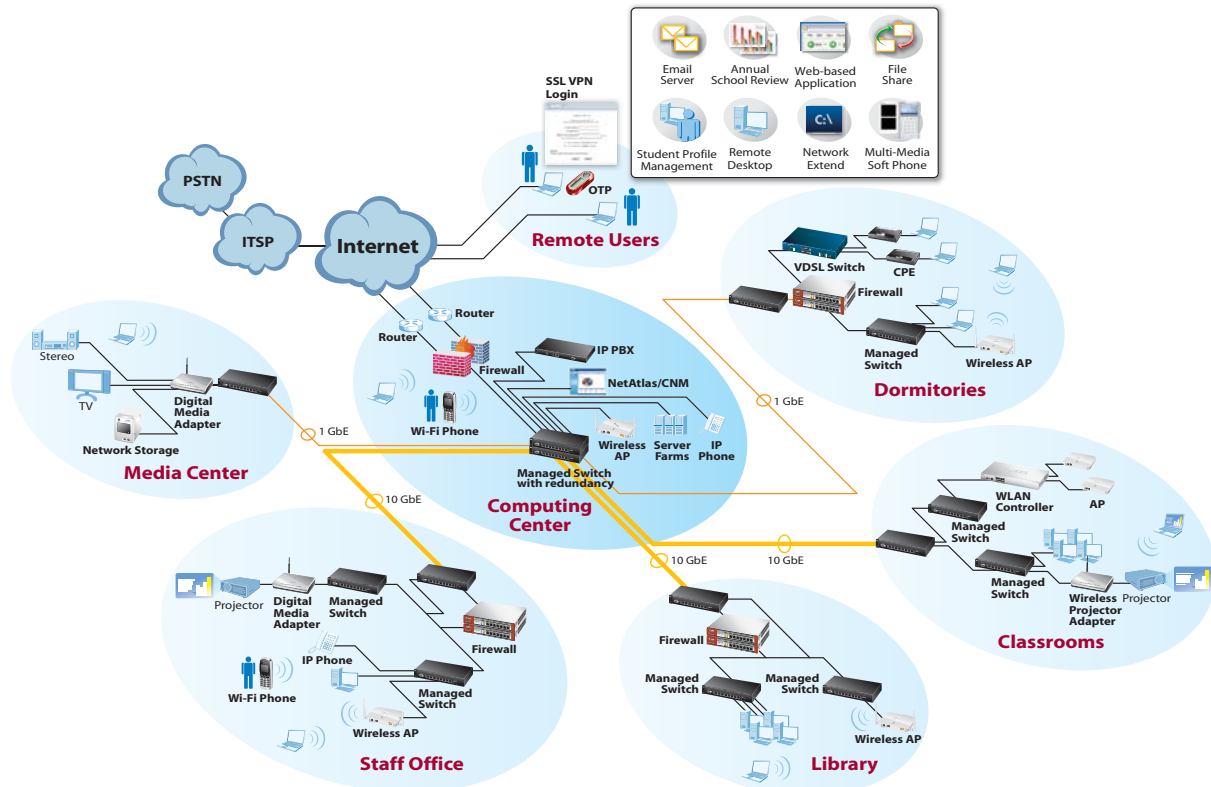 Email
Server
Annual
School Review
Web-based
Application
File
Share
Student Profile
Management
Remote
Desktop
C:\
Network
Extend
Multi-Media
Soft Phone
SSL VPN
Login
OTP
Remote Users
PSTN
ITSP
Internet
Router
Router
Firewall
IP PBX
NetAtlas/CNM
Wi-Fi Phone
Wireless
AP
Server
Farms
IP
Phone
Managed Switch
with redundancy
Computing
Center
VDSL Switch
CPE
Firewall
Managed
Switch
Wireless AP
Dormitories
1 GbE
Stereo
TV
Digital
Media
Adapter
Network Storage
Media Center
1 GbE
10 GbE
10 GbE
10 GbE
WLAN
Controller
AP
Managed
Switch
Managed
Switch
Wireless
Projector
Adapter
Projector
Classrooms
Projector
Digital
Media
Adapter
Managed
Switch
Firewall
IP Phone
Wi-Fi Phone
Managed
Switch
Wireless AP
Staff Office
Firewall
Managed
Switch
Managed
Switch
Wireless AP
Library